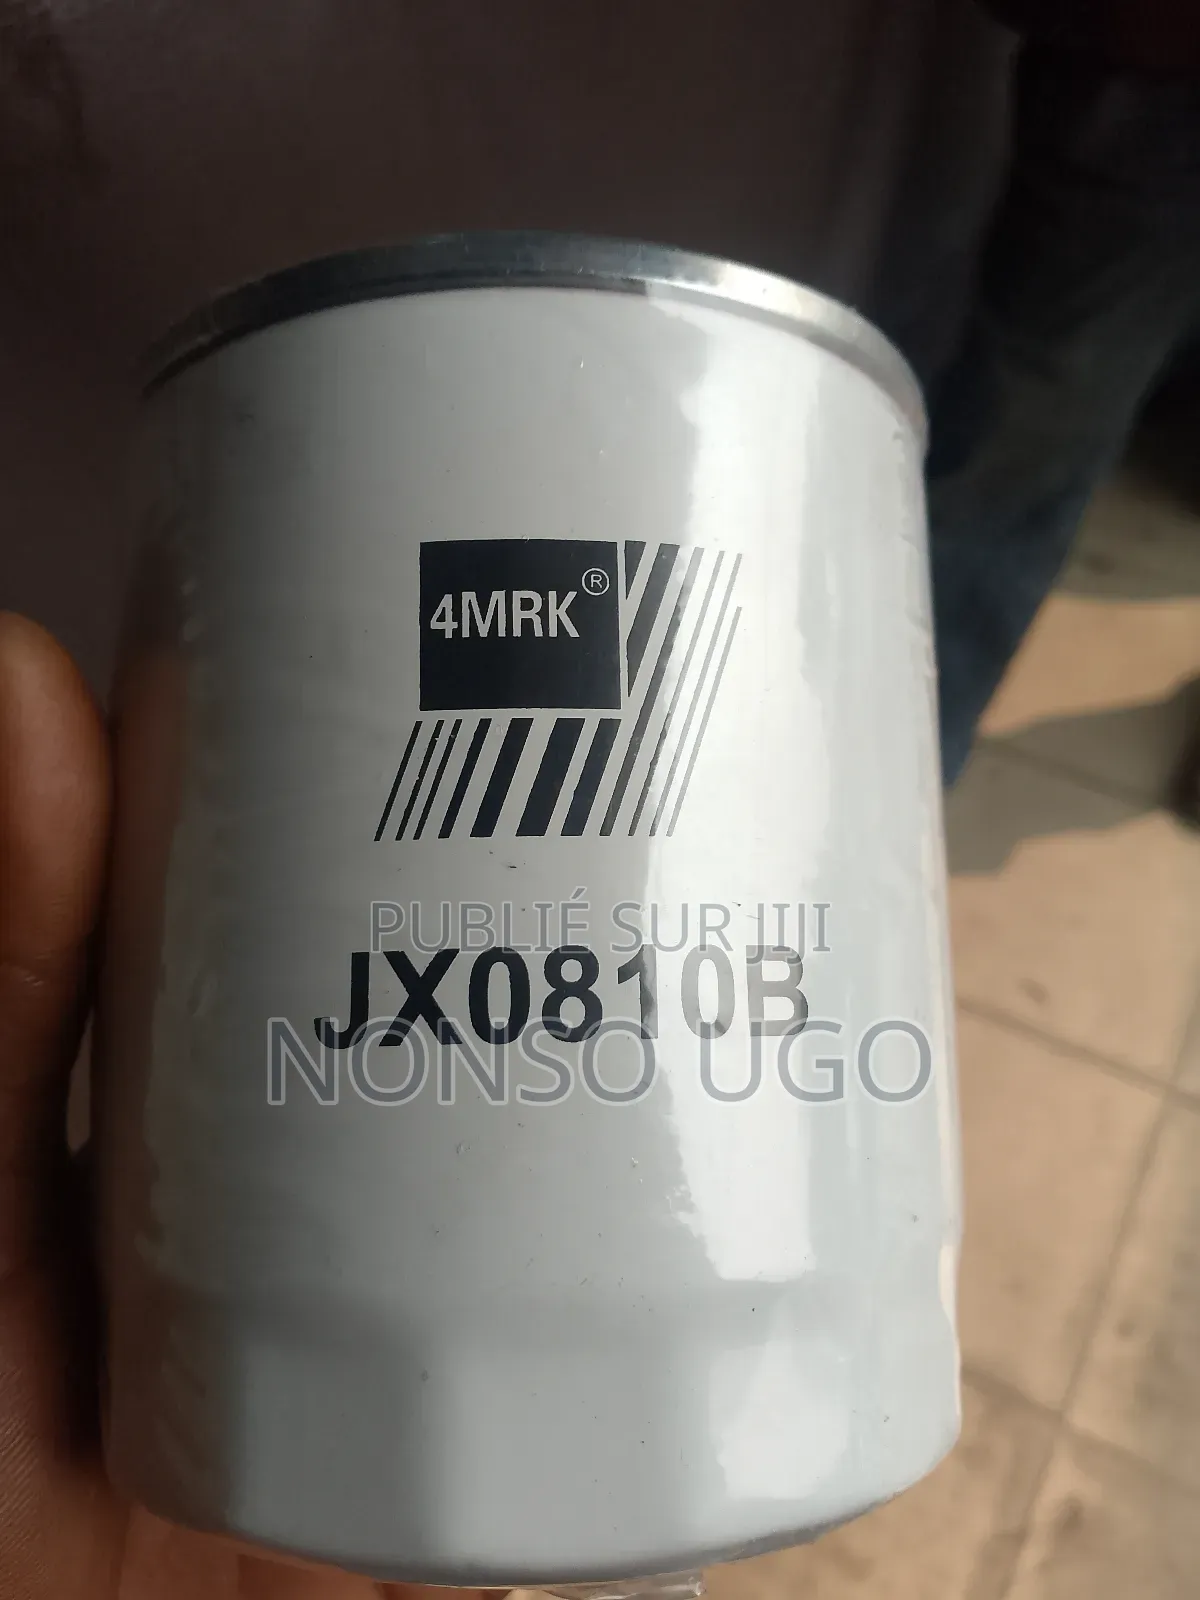 4MRK®
PUBLIÉ SUR JIJI
JX0810B
NONSO UGO